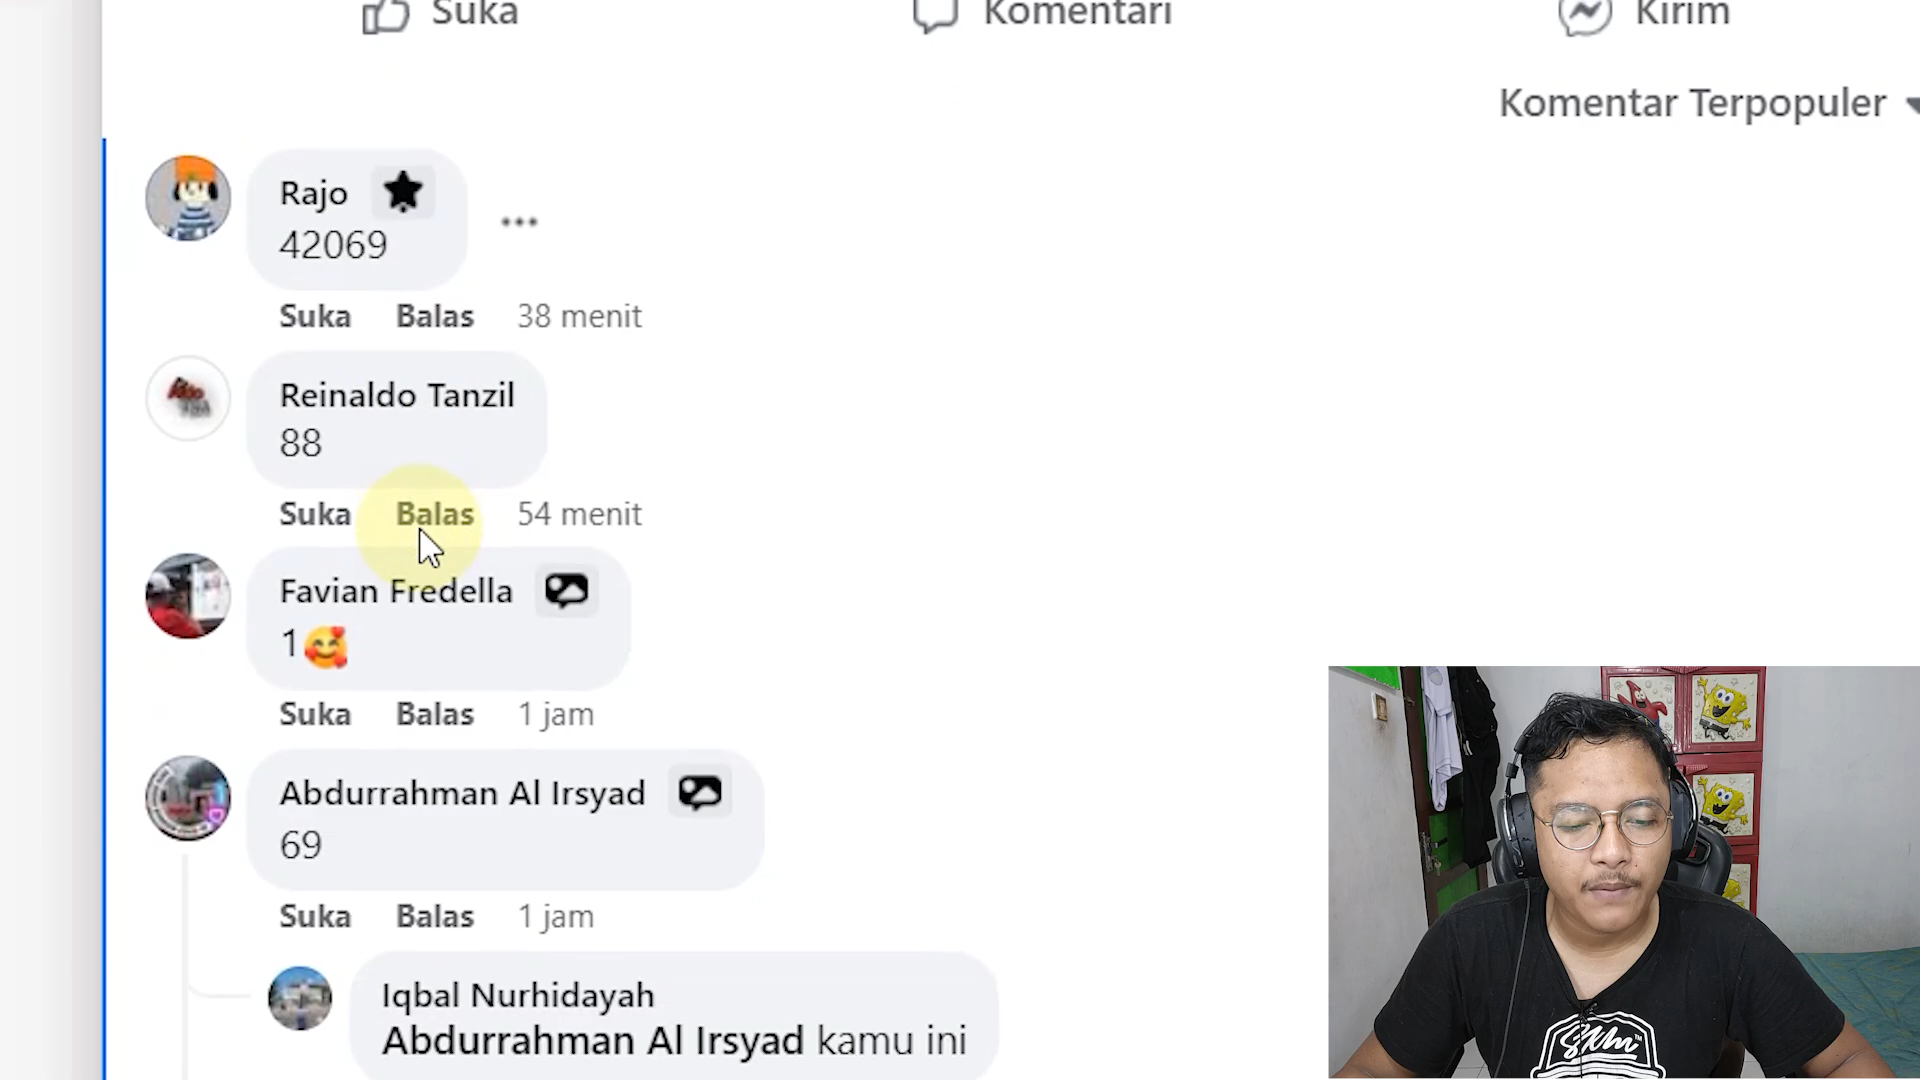 Suka
Komentari
Kirim
Komentar Terpopuler
Rajo
42069
Suka Balas 38 menit
Reinaldo Tanzil
88
Suka Balas 54 menit
Favian Fredella
1🥰
Suka Balas 1 jam
Abdurrahman Al Irsyad
69
Suka Balas 1 jam
Iqbal Nurhidayah
Abdurrahman Al Irsyad kamu ini